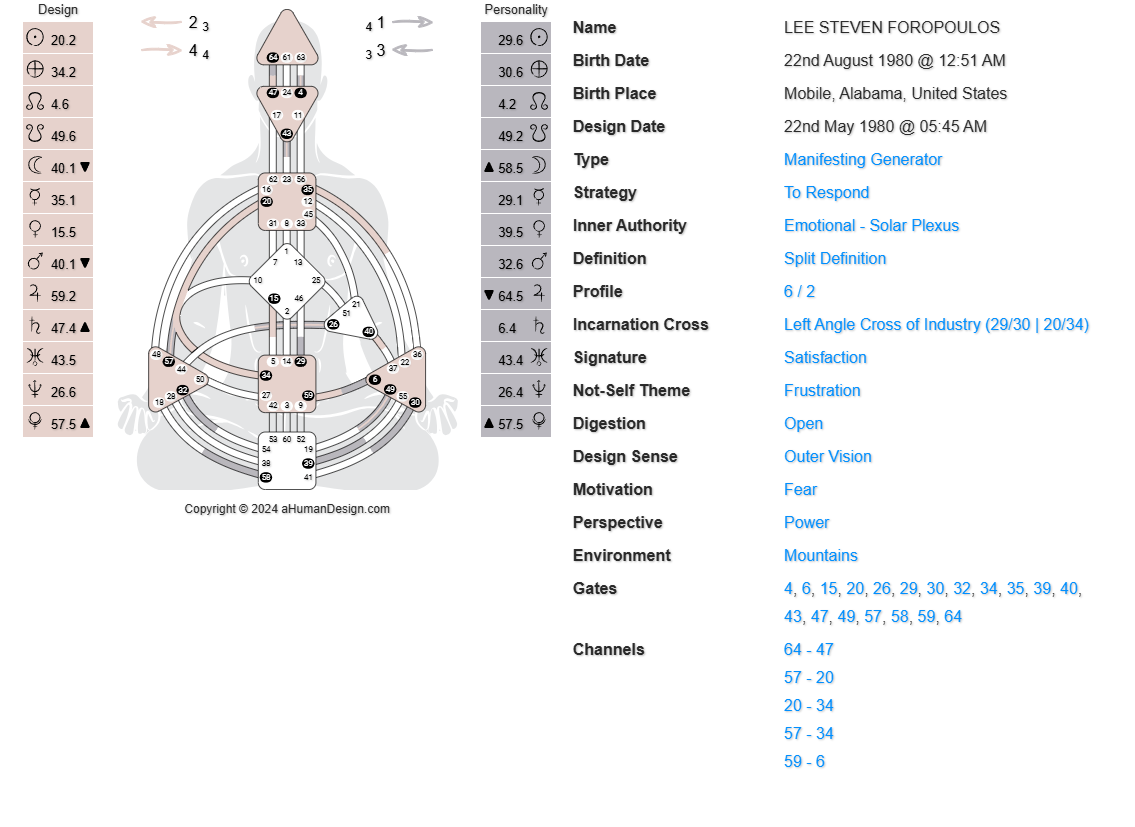 Design
20.2
34.2
4.6
49.6
40.1 ▼
35.1
15.5
40.1 ▼
59.2
47.4 ▲
43.5
26.6
57.5 ▲
2 3
4 4
4 1
3 3
64 61 63
47 24 4
17 11
43
62 23 56
16 35
20 12
45
31 8 33
1
7 13
10 25
15 46
2
21
51
26 40
48
57
44
50
32
28
18
36
22
37
6
49
55
30
5 14 29
34
27 59
42 3 9
53 60 52
54 19
38 39
58 41
Copyright © 2024 aHumanDesign.com
Personality
29.6
30.6
4.2
49.2
▲ 58.5
29.1
39.5
32.6
▼ 64.5
6.4
43.4
26.4
▲ 57.5
Name LEE STEVEN FOROPOULOS
Birth Date 22nd August 1980 @ 12:51 AM
Birth Place Mobile, Alabama, United States
Design Date 22nd May 1980 @ 05:45 AM
Type Manifesting Generator
Strategy To Respond
Inner Authority Emotional - Solar Plexus
Definition Split Definition
Profile 6 / 2
Incarnation Cross Left Angle Cross of Industry (29/30 | 20/34)
Signature Satisfaction
Not-Self Theme Frustration
Digestion Open
Design Sense Outer Vision
Motivation Fear
Perspective Power
Environment Mountains
Gates 4, 6, 15, 20, 26, 29, 30, 32, 34, 35, 39, 40,
43, 47, 49, 57, 58, 59, 64
Channels 64 - 47
57 - 20
20 - 34
57 - 34
59 - 6